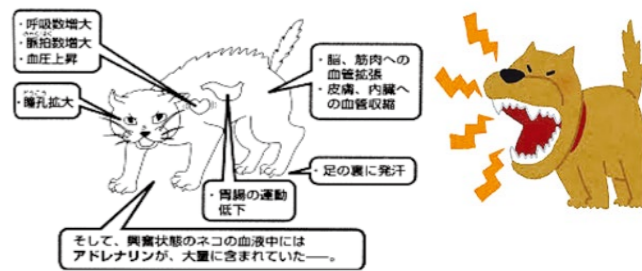 ・呼吸数増大
・脈拍数増大
・血圧上昇
・瞳孔拡大
・脳、筋肉への
血管拡張
・皮膚、内臓へ
の血管収縮
・足の裏に発汗
・胃腸の運動
低下
そして、興奮状態のネコの血液中には
アドレナリンが、大量に含まれていた──。